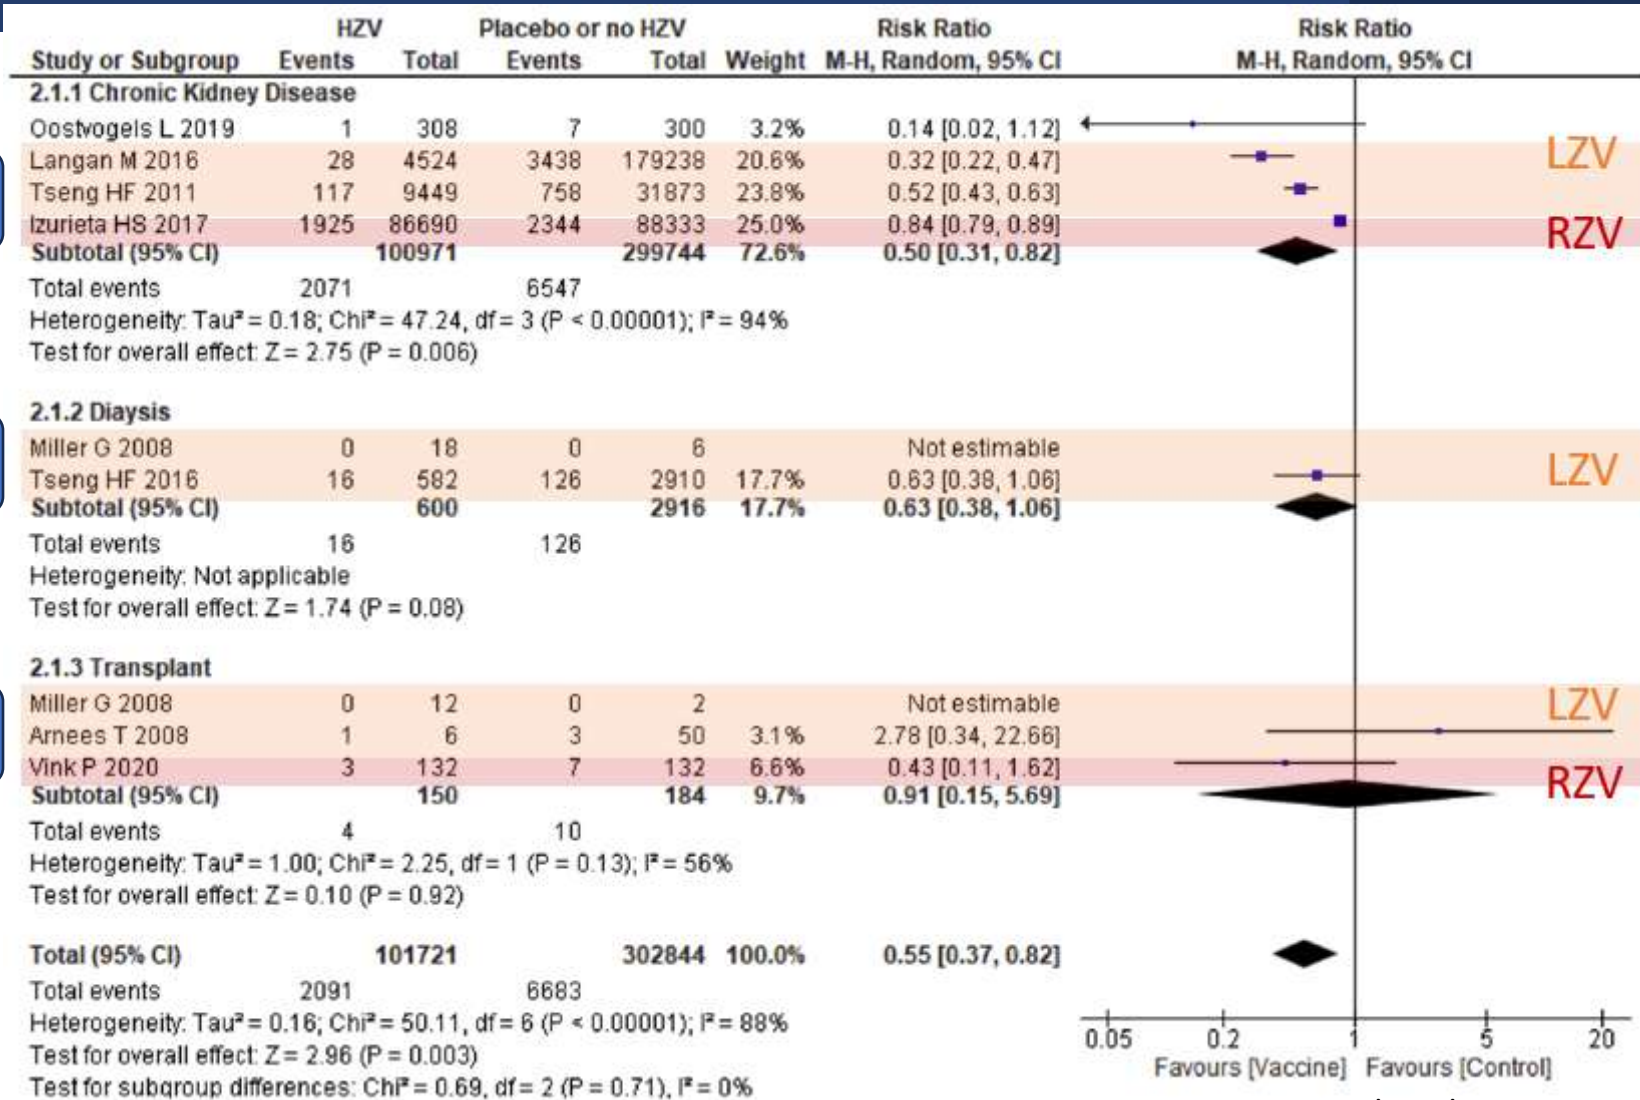 HZV Placebo or no HZV Risk Ratio Risk Ratio
Study or Subgroup Events Total Events Total Weight M-H, Random, 95% CI M-H, Random, 95% CI
2.1.1 Chronic Kidney Disease
Oostvogels L 2019 1 308 7 300 3.2% 0.14 [0.02, 1.12]
Langan M 2016 28 4524 3438 179238 20.6% 0.32 [0.22, 0.47] LZV
Tseng HF 2011 117 9449 758 31873 23.8% 0.52 [0.43, 0.63]
Izurieta HS 2017 1925 86690 2344 88333 25.0% 0.84 [0.79, 0.89] RZV
Subtotal (95% CI) 100971 299744 72.6% 0.50 [0.31, 0.82]
Total events 2071 6547
Heterogeneity: Tau² = 0.18; Chi² = 47.24, df = 3 (P < 0.00001); I² = 94%
Test for overall effect: Z = 2.75 (P = 0.006)
2.1.2 Diaysis
Miller G 2008 0 18 0 6 Not estimable
Tseng HF 2016 16 582 126 2910 17.7% 0.63 [0.38, 1.06] LZV
Subtotal (95% CI) 600 2916 17.7% 0.63 [0.38, 1.06]
Total events 16 126
Heterogeneity: Not applicable
Test for overall effect: Z = 1.74 (P = 0.08)
2.1.3 Transplant
Miller G 2008 0 12 0 2 Not estimable LZV
Arnees T 2008 1 6 3 50 3.1% 2.78 [0.34, 22.66]
Vink P 2020 3 132 7 132 6.6% 0.43 [0.11, 1.62] RZV
Subtotal (95% CI) 150 184 9.7% 0.91 [0.15, 5.69]
Total events 4 10
Heterogeneity: Tau² = 1.00; Chi² = 2.25, df = 1 (P = 0.13); I² = 56%
Test for overall effect: Z = 0.10 (P = 0.92)
Total (95% CI) 101721 302844 100.0% 0.55 [0.37, 0.82]
Total events 2091 6683
Heterogeneity: Tau² = 0.16; Chi² = 50.11, df = 6 (P < 0.00001); I² = 88%
Test for overall effect: Z = 2.96 (P = 0.003)
Test for subgroup differences: Chi² = 0.69, df = 2 (P = 0.71), I² = 0%
0.05 0.2 1 5 20
Favours [Vaccine] Favours [Control]